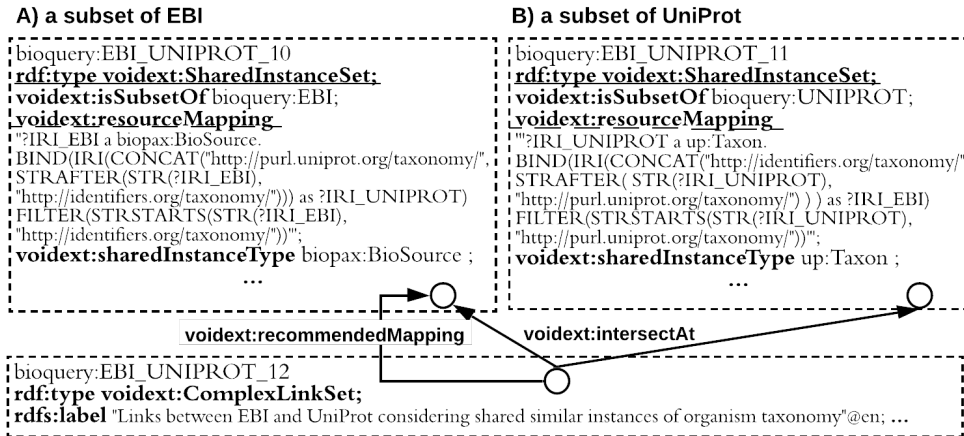 A) a subset of EBI
bioquery:EBI_UNIPROT_10
rdf:type voidext:SharedInstanceSet;
voidext:isSubsetOf bioquery:EBI;
voidext:resourceMapping
"'?IRI_EBI a biopax:BioSource.
BIND(IRI(CONCAT("http://purl.uniprot.org/taxonomy/",
STRAFTER(STR(?IRI_EBI),
"http://identifiers.org/taxonomy/"))) as ?IRI_UNIPROT)
FILTER(STRSTARTS(STR(?IRI_EBI),
"http://identifiers.org/taxonomy/"))"';
voidext:sharedInstanceType biopax:BioSource ;
...
B) a subset of UniProt
bioquery:EBI_UNIPROT_11
rdf:type voidext:SharedInstanceSet;
voidext:isSubsetOf bioquery:UNIPROT;
voidext:resourceMapping
"'?IRI_UNIPROT a up:Taxon.
BIND(IRI(CONCAT("http://identifiers.org/taxonomy/"
STRAFTER( STR(?IRI_UNIPROT),
"http://purl.uniprot.org/taxonomy/") ) ) as ?IRI_EBI)
FILTER(STRSTARTS(STR(?IRI_UNIPROT),
"http://purl.uniprot.org/taxonomy/"))"';
voidext:sharedInstanceType up:Taxon ;
...
voidext:recommendedMapping
voidext:intersectAt
bioquery:EBI_UNIPROT_12
rdf:type voidext:ComplexLinkSet;
rdfs:label "Links between EBI and UniProt considering shared similar instances of organism taxonomy"@en; ...